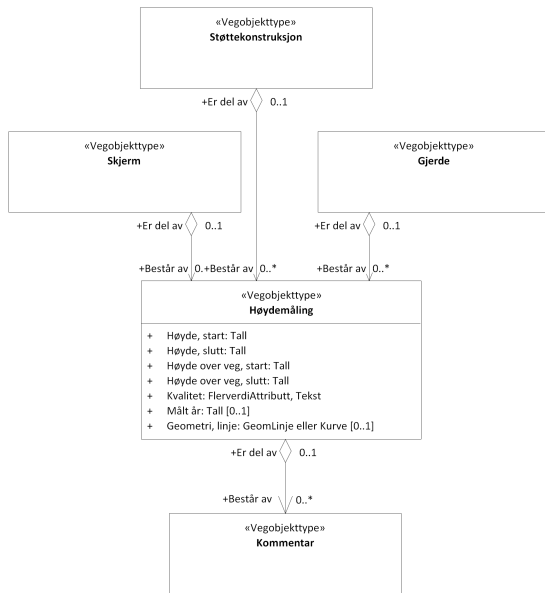 «Vegobjekttype»
Støttekonstruksjon
+Er del av 0..1
«Vegobjekttype»
Skjerm
«Vegobjekttype»
Gjerde
+Er del av 0..1
+Er del av 0..1
+Består av 0..
+Består av 0..*
+Består av 0..*
«Vegobjekttype»
Høydemåling
+ Høyde, start: Tall
+ Høyde, slutt: Tall
+ Høyde over veg, start: Tall
+ Høyde over veg, slutt: Tall
+ Kvalitet: FlerverdiAttributt, Tekst
+ Målt år: Tall [0..1]
+ Geometri, linje: GeomLinje eller Kurve [0..1]
+Er del av 0..1
+Består av 0..*
«Vegobjekttype»
Kommentar